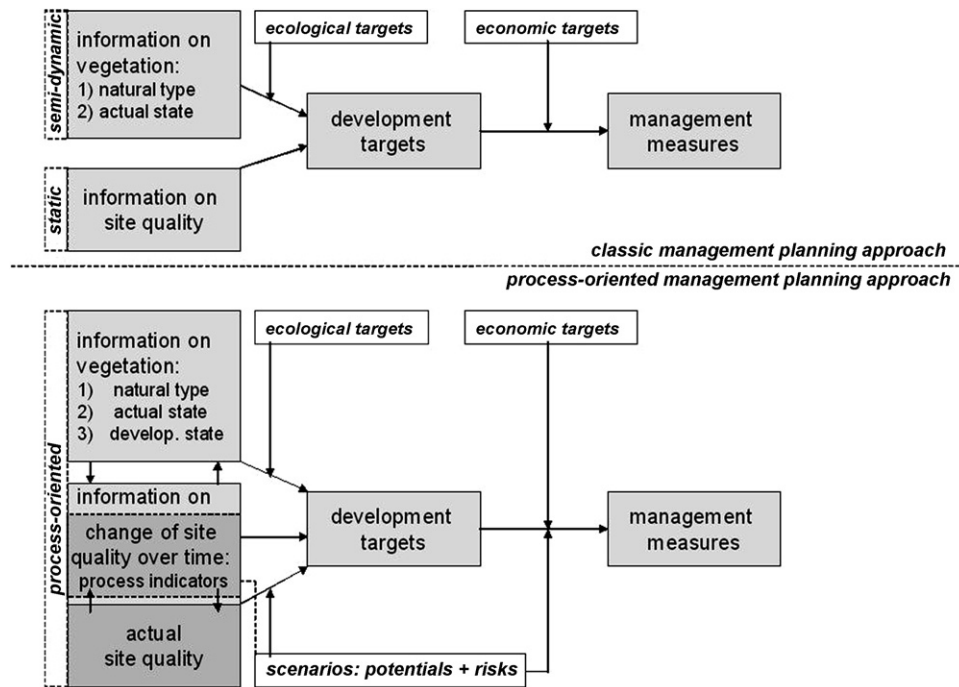 semi-dynamic
information on
vegetation:
1) natural type
2) actual state
ecological targets
economic targets
development
targets
management
measures
static
information on
site quality
classic management planning approach
process-oriented management planning approach
process-oriented
information on
vegetation:
1) natural type
2) actual state
3) develop. state
ecological targets
economic targets
information on
change of site
quality over time:
process indicators
development
targets
management
measures
actual
site quality
scenarios: potentials + risks